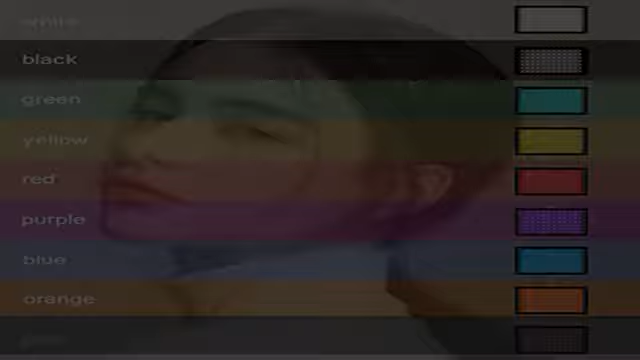 white
black
green
yellow
red
purple
blue
orange